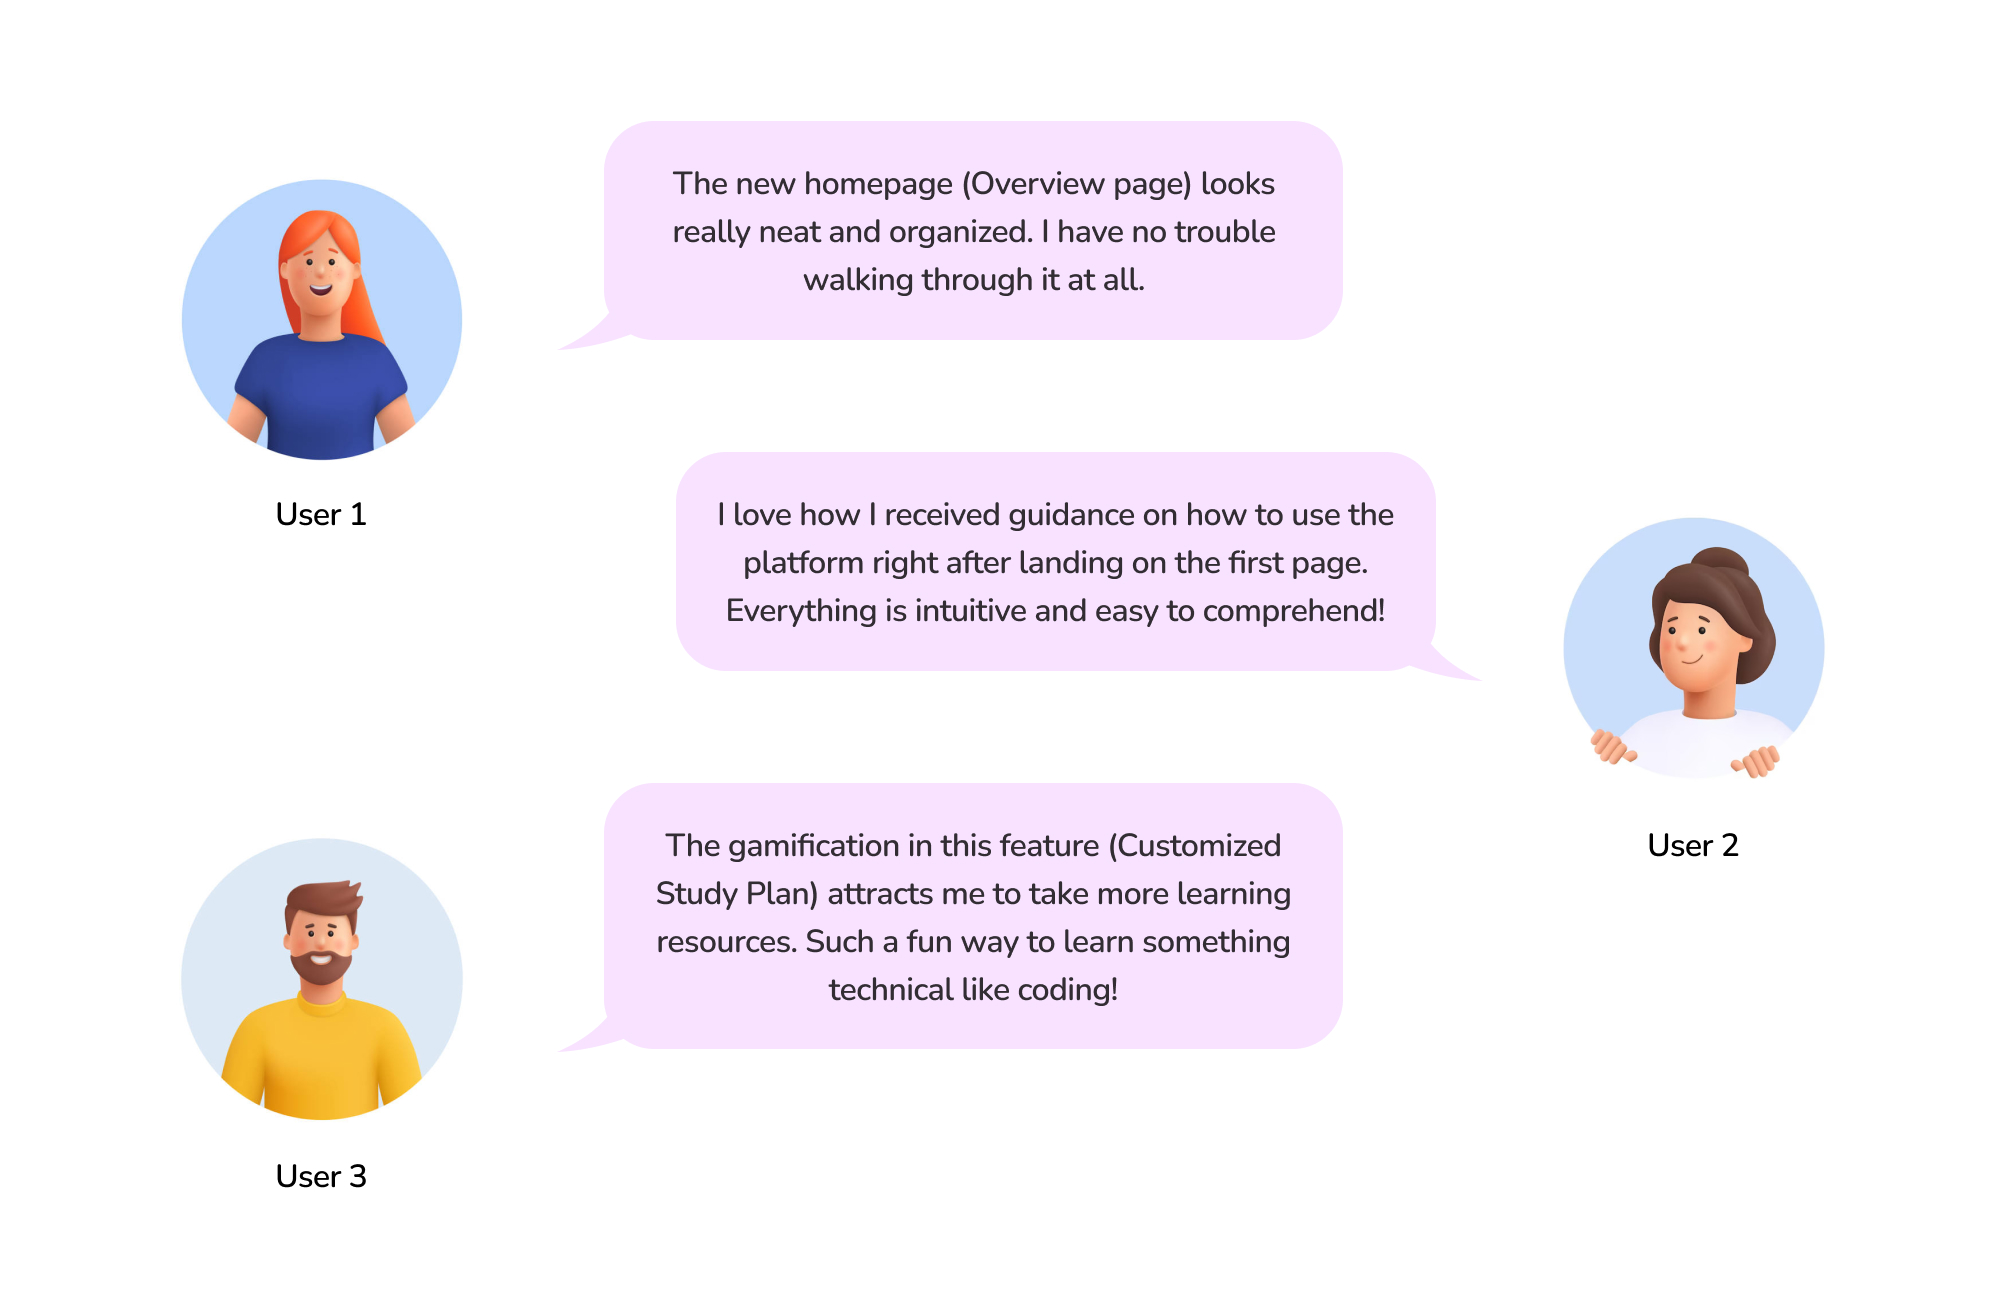 The new homepage (Overview page) looks
really neat and organized. I have no trouble
walking through it at all.
User 1
I love how I received guidance on how to use the
platform right after landing on the first page.
Everything is intuitive and easy to comprehend!
User 2
The gamification in this feature (Customized
Study Plan) attracts me to take more learning
resources. Such a fun way to learn something
technical like coding!
User 3